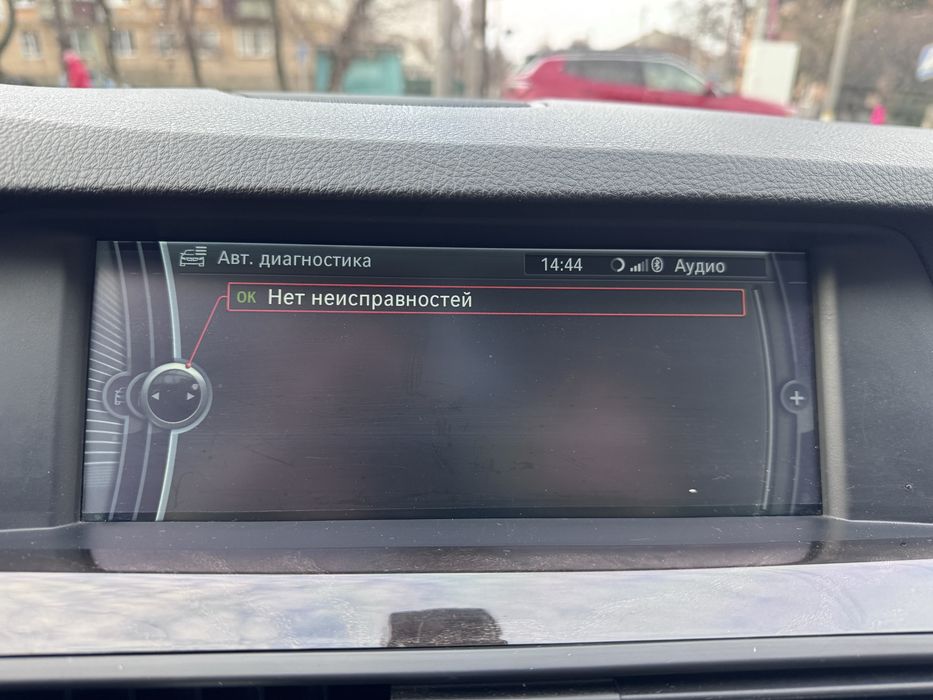 Авт. диагностика 14:44 Аудио
OK Нет неисправностей